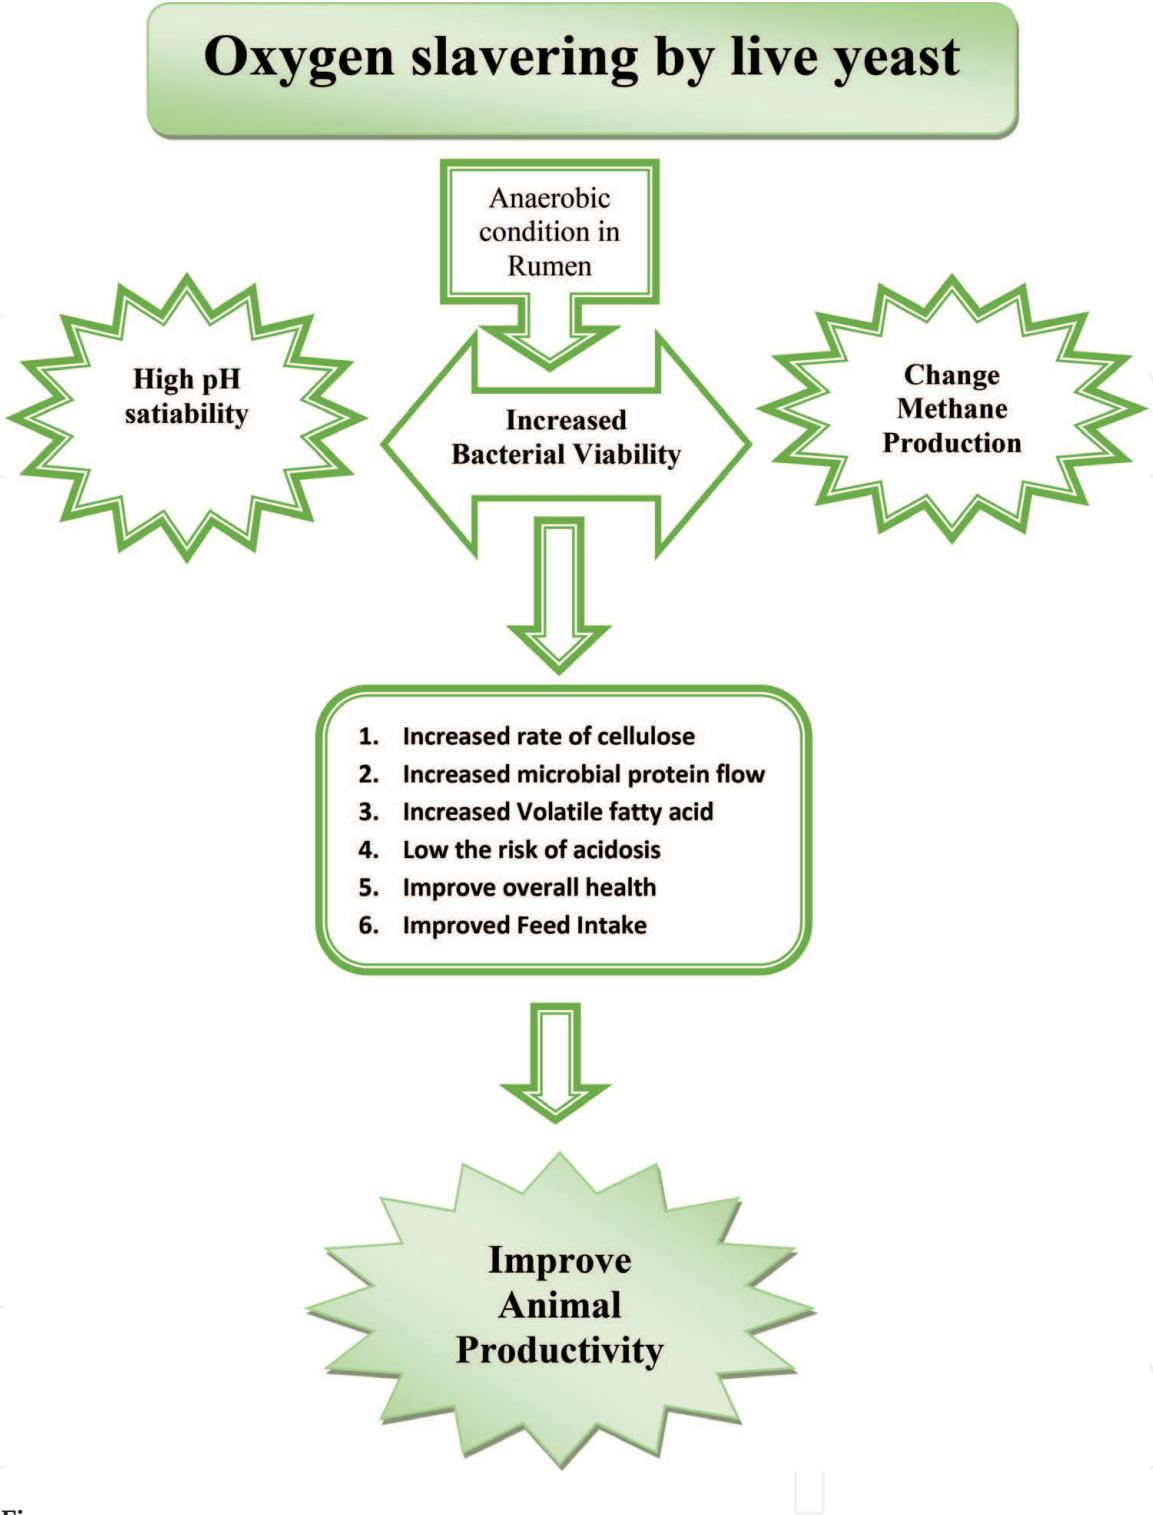 Oxygen slavering by live yeast
Anaerobic
condition in
Rumen
High pH
satiability
Increased
Bacterial Viability
Change
Methane
Production
1. Increased rate of cellulose
2. Increased microbial protein flow
3. Increased Volatile fatty acid
4. Low the risk of acidosis
5. Improve overall health
6. Improved Feed Intake
Improve
Animal
Productivity